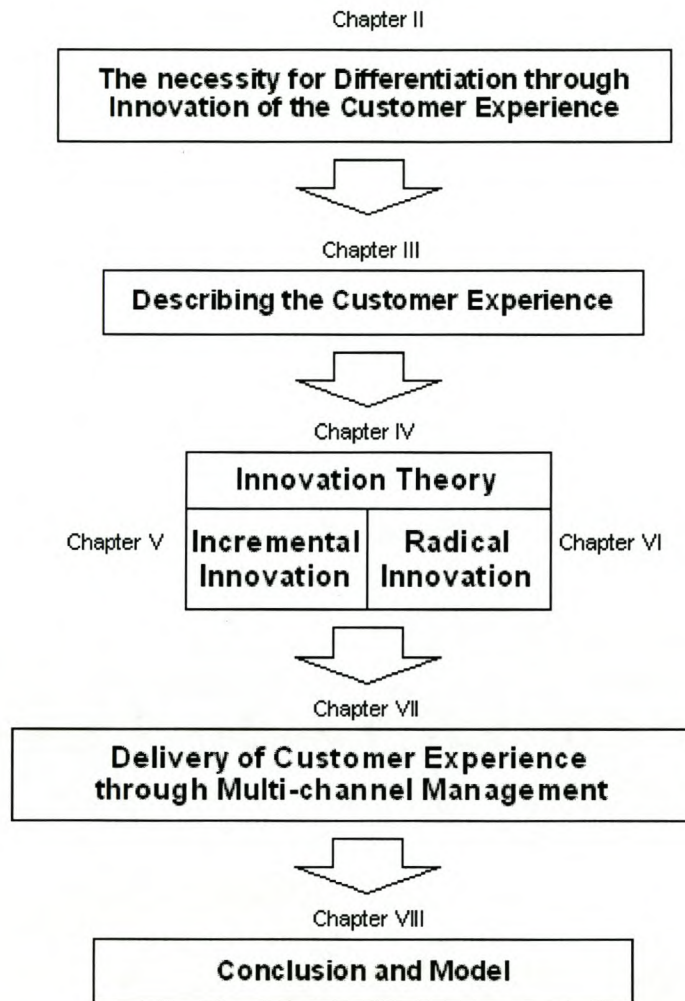 Chapter II
The necessity for Differentiation through
Innovation of the Customer Experience
Chapter III
Describing the Customer Experience
Chapter IV
Innovation Theory
Chapter V
Incremental
Innovation
Radical
Innovation
Chapter VI
Chapter VII
Delivery of Customer Experience
through Multi-channel Management
Chapter VIII
Conclusion and Model